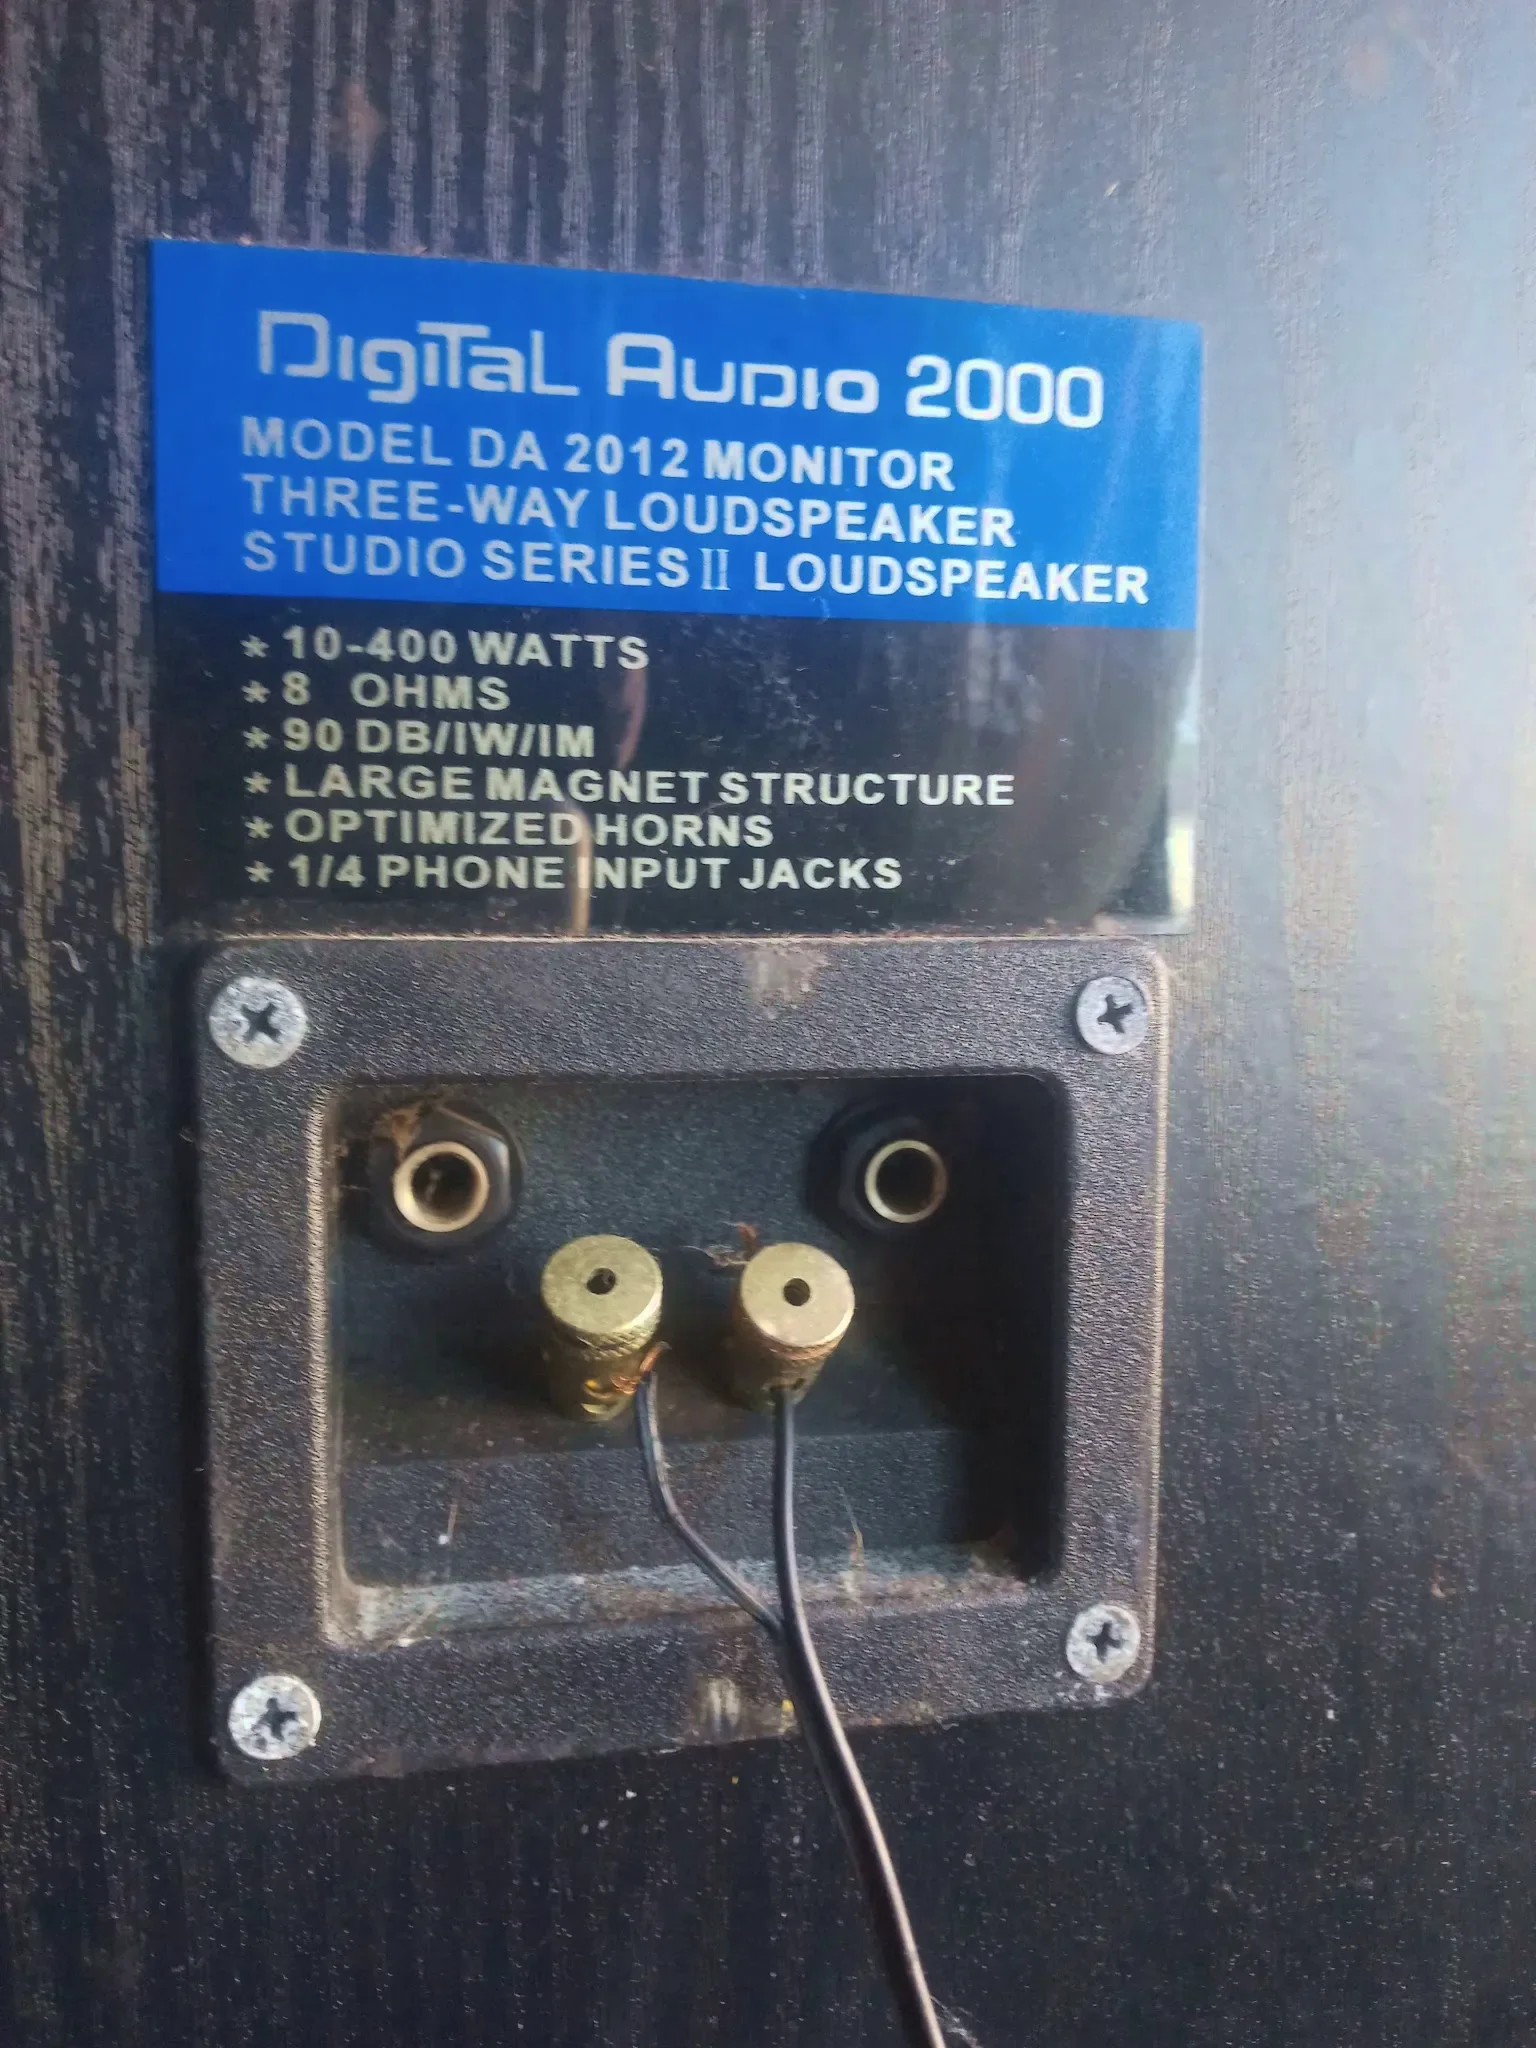 DigiTaL AUDIO 2000
MODEL DA 2012 MONITOR
THREE-WAY LOUDSPEAKER
STUDIO SERIES II LOUDSPEAKER
* 10-400 WATTS
* 8 OHMS
* 90 DB/IW/IM
* LARGE MAGNET STRUCTURE
* OPTIMIZED HORNS
* 1/4 PHONE INPUT JACKS